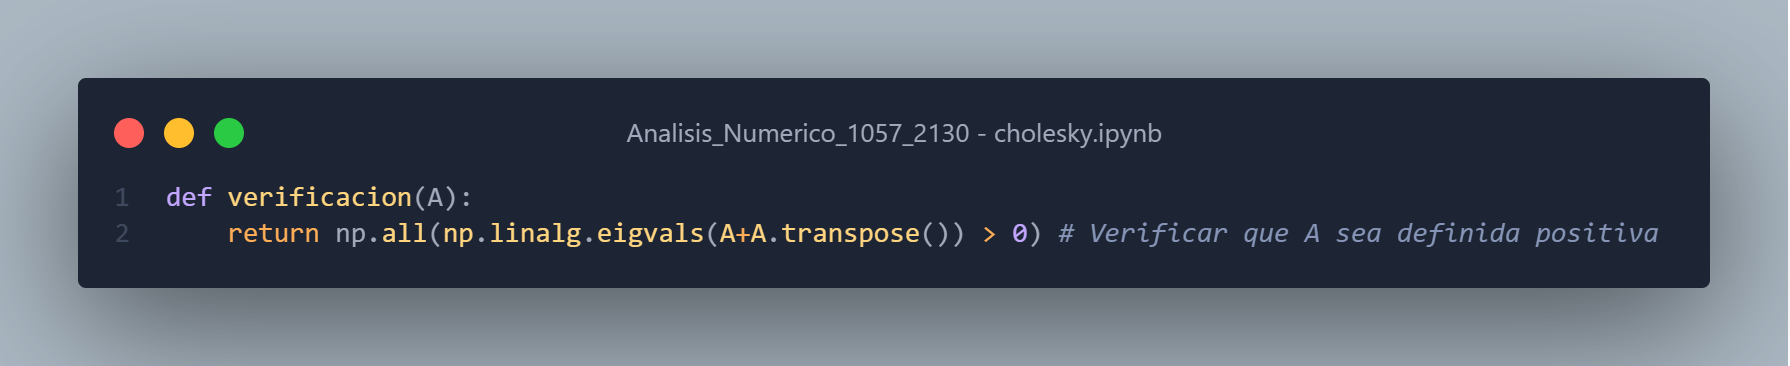 Analisis_Numerico_1057_2130 - cholesky.ipynb
1 def verificacion(A):
2     return np.all(np.linalg.eigvals(A+A.transpose()) > 0) # Verificar que A sea definida positiva